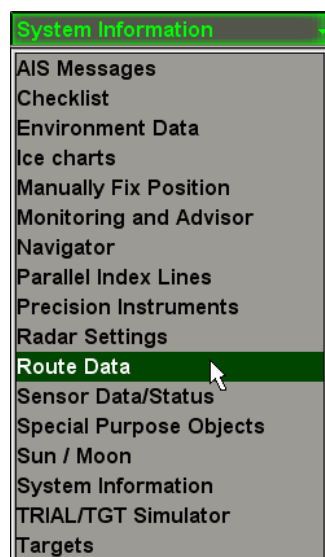 System Information
AIS Messages
Checklist
Environment Data
Ice charts
Manually Fix Position
Monitoring and Advisor
Navigator
Parallel Index Lines
Precision Instruments
Radar Settings
Route Data
Sensor Data/Status
Special Purpose Objects
Sun / Moon
System Information
TRIAL/TGT Simulator
Targets